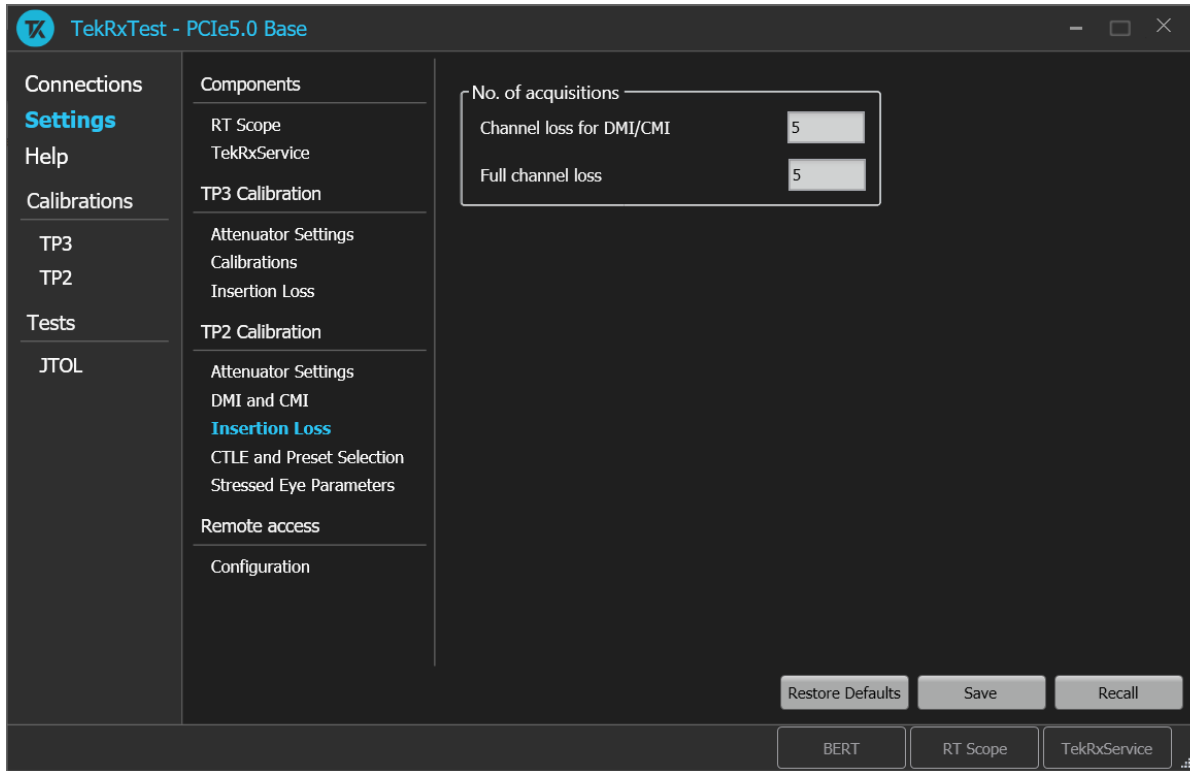 TekRxTest - PCIe5.0 Base
Connections
Settings
Help
Calibrations
TP3
TP2
Tests
JTOL
Components
RT Scope
TekRxService
TP3 Calibration
Attenuator Settings
Calibrations
Insertion Loss
TP2 Calibration
Attenuator Settings
DMI and CMI
Insertion Loss
CTLE and Preset Selection
Stressed Eye Parameters
Remote access
Configuration
No. of acquisitions
Channel loss for DMI/CMI 5
Full channel loss 5
Restore Defaults Save Recall
BERT RT Scope TekRxService